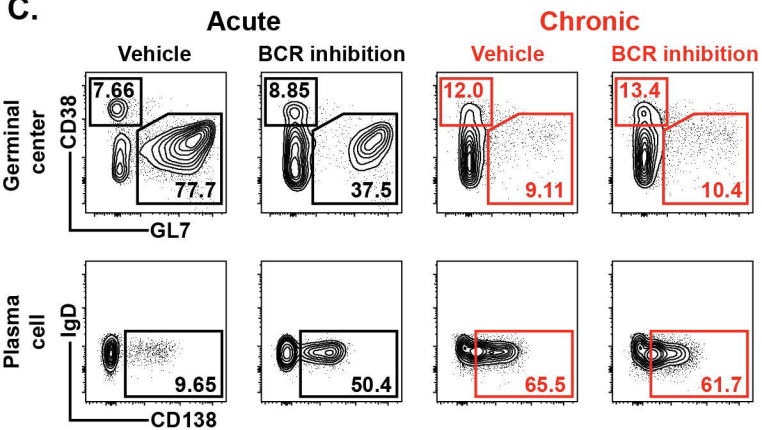 C.
Acute
Chronic
Vehicle
BCR inhibition
Vehicle
BCR inhibition
Germinal
center
CD38
7.66
77.7
8.85
37.5
12.0
9.11
13.4
10.4
GL7
Plasma
cell
IgD
9.65
50.4
65.5
61.7
CD138